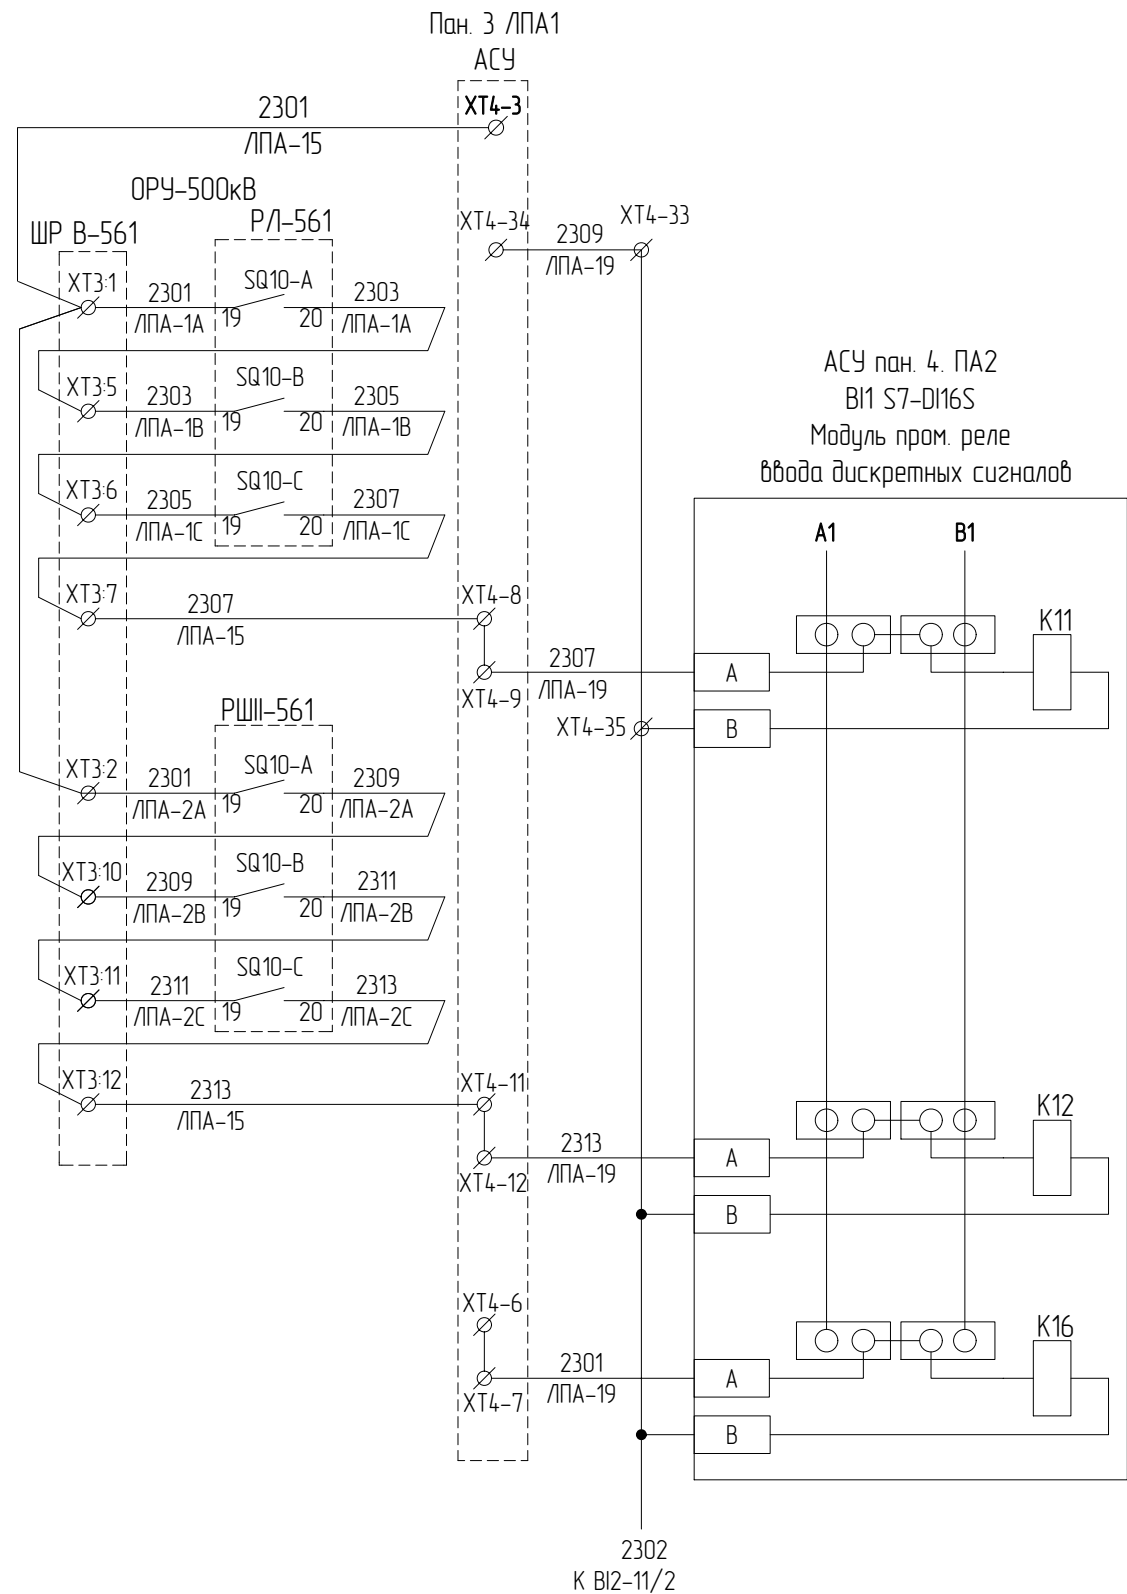 Пан. 3 ЛПА1
АСУ
ХТ4-3
2301
ЛПА-15
ОРУ-500кВ
ШР В-561
РЛ-561
ХТ4-34
2309
ЛПА-19
ХТ4-33
ХТ3:1
2301
ЛПА-1А
SQ10-А
19
20
2303
ЛПА-1А
ХТ3:5
2303
ЛПА-1В
SQ10-В
19
20
2305
ЛПА-1В
ХТ3:6
2305
ЛПА-1С
SQ10-С
19
20
2307
ЛПА-1С
ХТ3:7
2307
ЛПА-15
ХТ4-8
ХТ4-9
2307
ЛПА-19
ХТ4-35
АСУ пан. 4. ПА2
BI1 S7-DI16S
Модуль пром. реле
ввода дискретных сигналов
А1
В1
К11
А
В
РШII-561
ХТ3:2
2301
ЛПА-2А
SQ10-А
19
20
2309
ЛПА-2А
ХТ3:10
2309
ЛПА-2В
SQ10-В
19
20
2311
ЛПА-2В
ХТ3:11
2311
ЛПА-2С
SQ10-С
19
20
2313
ЛПА-2С
ХТ3:12
2313
ЛПА-15
ХТ4-11
ХТ4-12
2313
ЛПА-19
К12
А
В
ХТ4-6
ХТ4-7
2301
ЛПА-19
К16
А
В
2302
К BI2-11/2